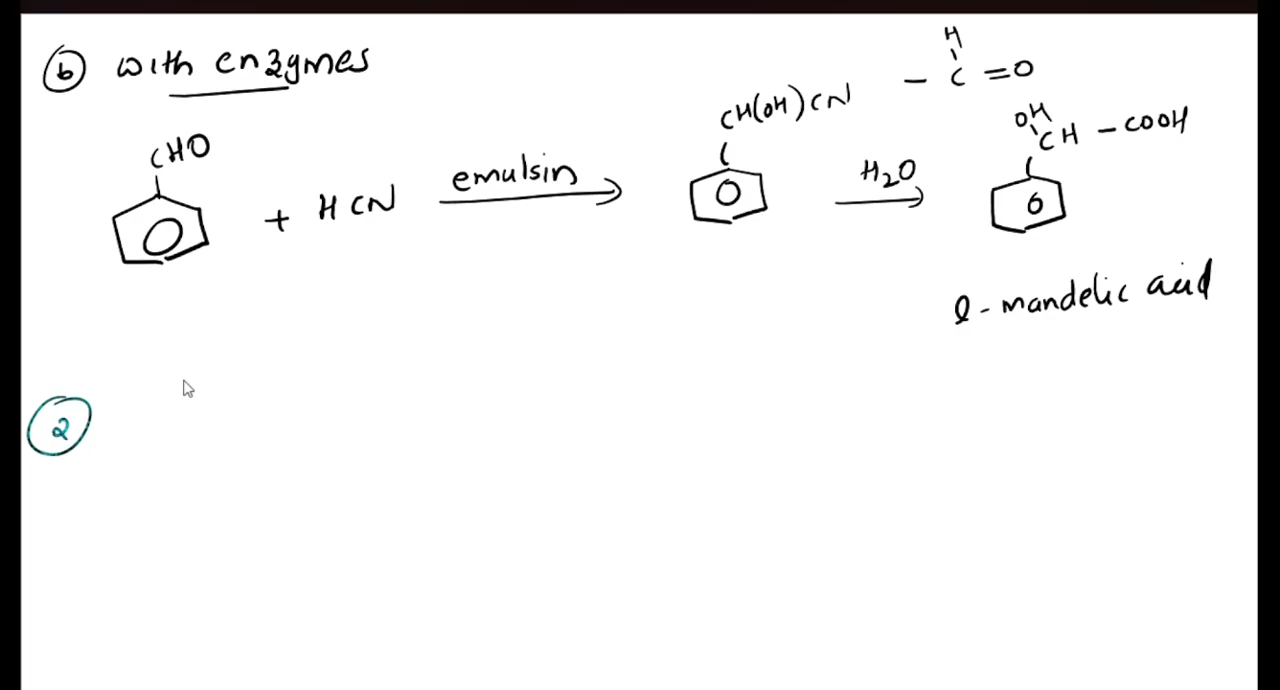 ⓑ with enzymes
H
- C = O
CH(OH)CN
OH
CH - COOH
CHO
+ HCN
emulsin
H₂O
l - mandelic acid
②